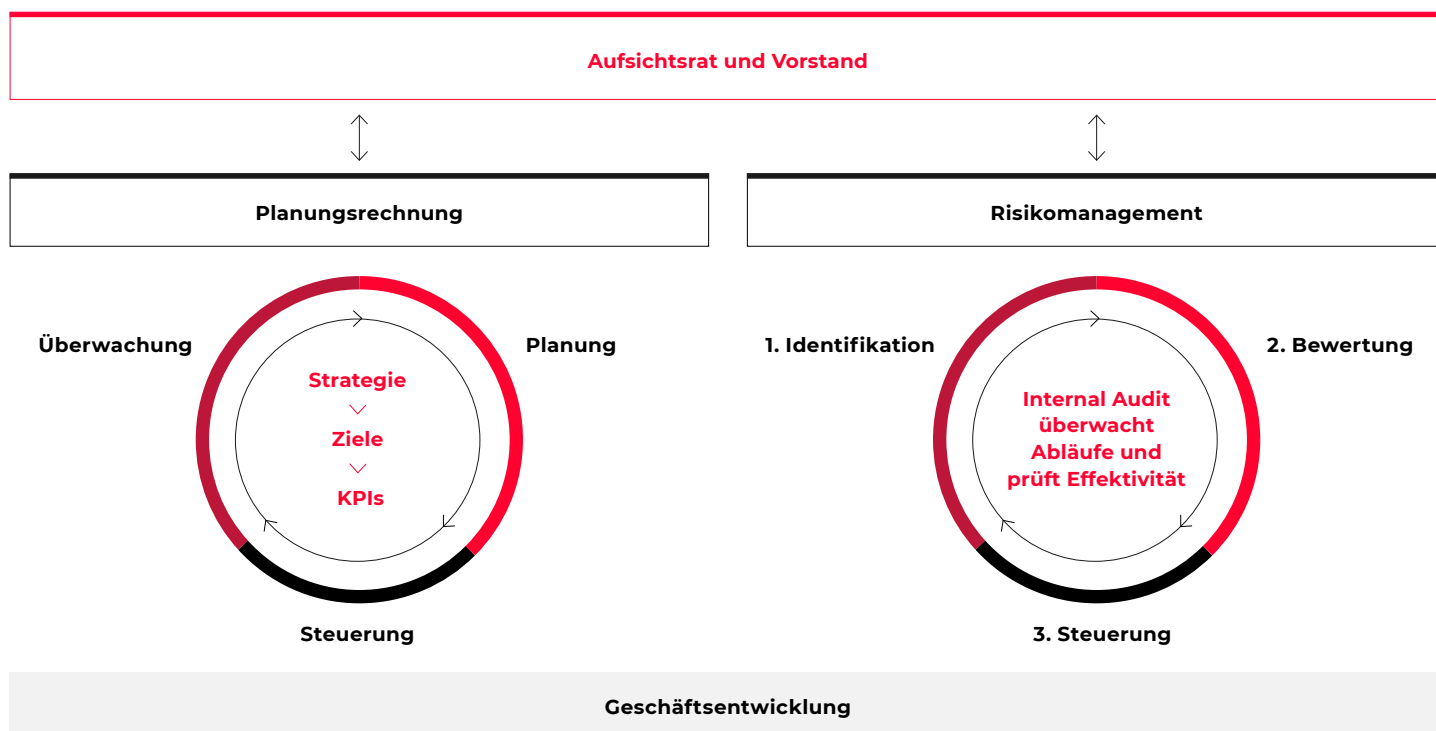 Aufsichtsrat und Vorstand
Planungsrechnung
Risikomanagement
Überwachung
Planung
Strategie
Ziele
KPIs
Steuerung
1. Identifikation
2. Bewertung
Internal Audit
überwacht
Abläufe und
prüft Effektivität
3. Steuerung
Geschäftsentwicklung